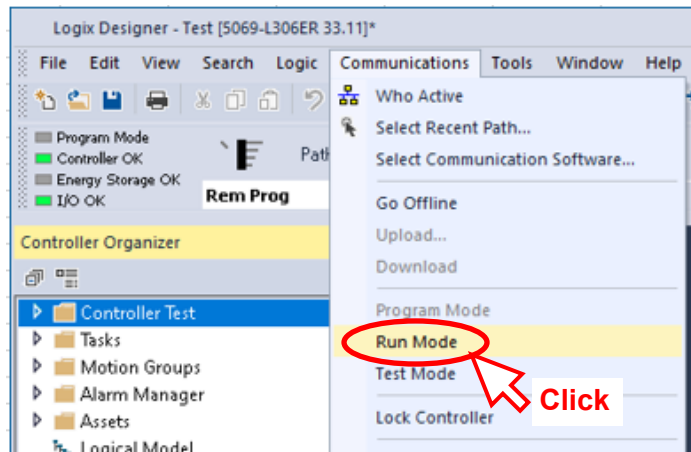 Logix Designer - Test [5069-L306ER 33.11]*
File Edit View Search Logic Communications Tools Window Help
Program Mode
Controller OK
Energy Storage OK
I/O OK
Path
Rem Prog
Controller Organizer
Controller Test
Tasks
Motion Groups
Alarm Manager
Assets
Logical Model
Who Active
Select Recent Path...
Select Communication Software...
Go Offline
Upload...
Download
Program Mode
Run Mode
Test Mode
Click
Lock Controller